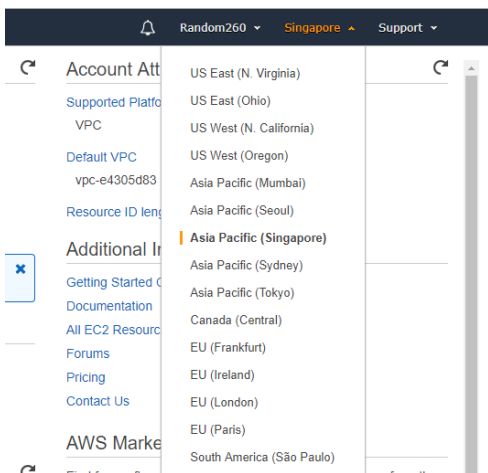 Random260 Singapore Support
Account Att
Supported Platfo
VPC
Default VPC
vpc-e4305d83
Resource ID leng
Additional In
Getting Started
Documentation
All EC2 Resourc
Forums
Pricing
Contact Us
AWS Marke
US East (N. Virginia)
US East (Ohio)
US West (N. California)
US West (Oregon)
Asia Pacific (Mumbai)
Asia Pacific (Seoul)
Asia Pacific (Singapore)
Asia Pacific (Sydney)
Asia Pacific (Tokyo)
Canada (Central)
EU (Frankfurt)
EU (Ireland)
EU (London)
EU (Paris)
South America (São Paulo)